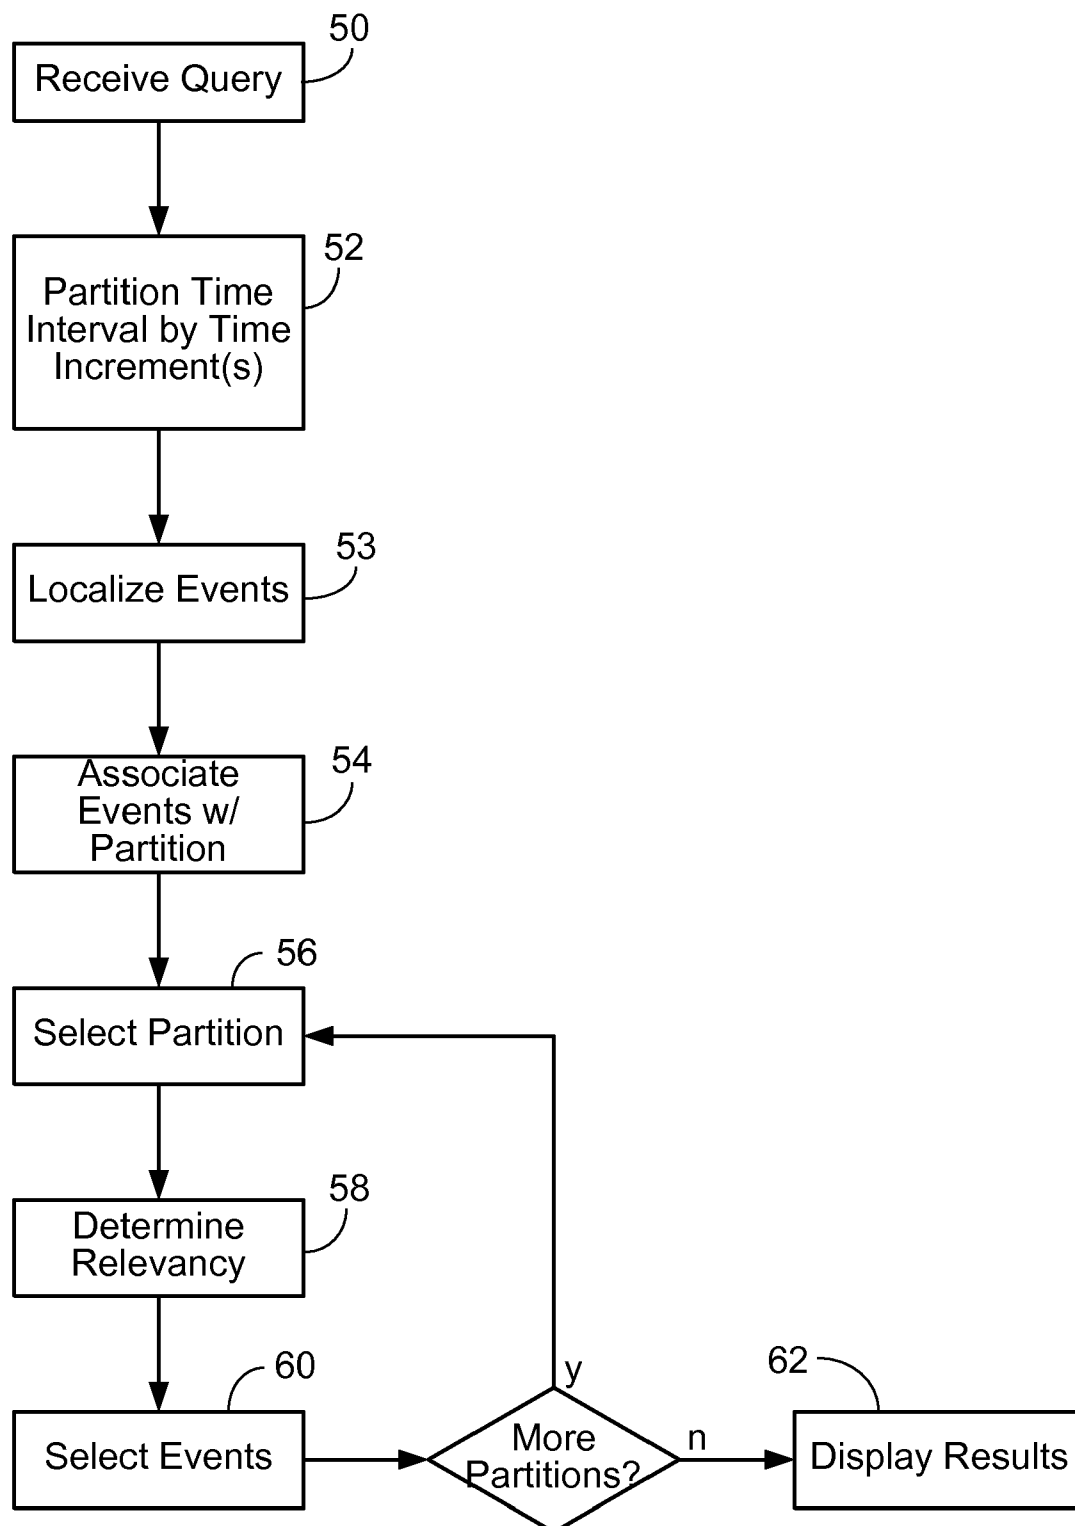 50
Receive Query
52
Partition Time
Interval by Time
Increment(s)
53
Localize Events
54
Associate
Events w/
Partition
56
Select Partition
58
Determine
Relevancy
60
Select Events
y
More
Partitions?
n
62
Display Results